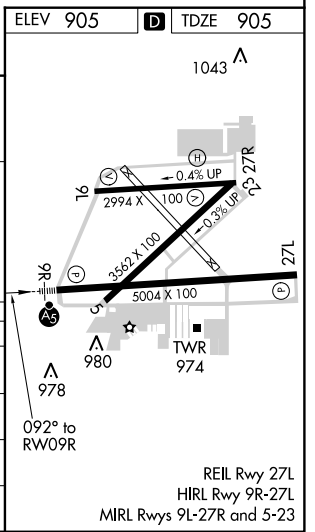 ELEV 905 D TDZE 905
1043
H
V
0.4% UP
27R
9L
2994 X 100
V
23
0.3% UP
3562 X 100
27L
9R
P
5
5004 X 100
P
A5
TWR
974
980
978
092° to
RW09R
REIL Rwy 27L
HIRL Rwy 9R-27L
MIRL Rwys 9L-27R and 5-23